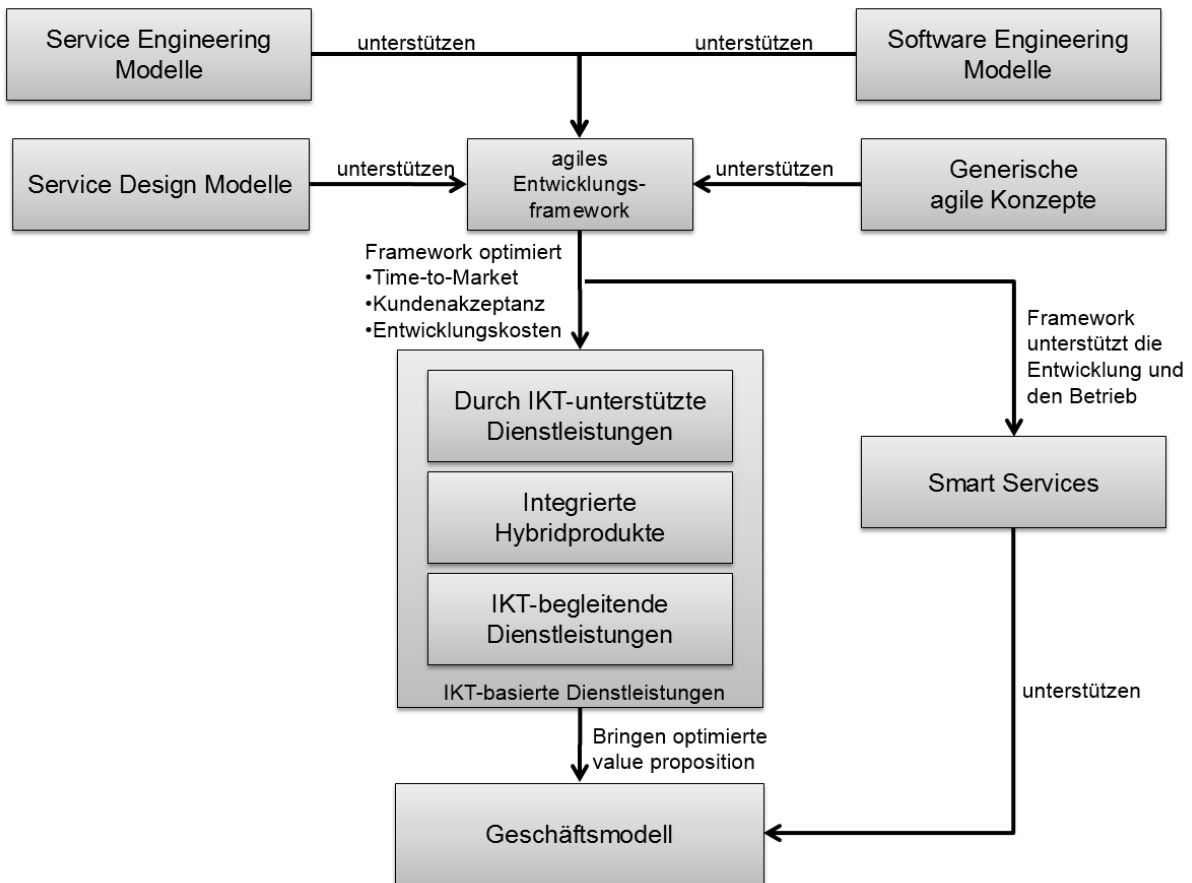 Service Engineering
Modelle
unterstützen
unterstützen
Software Engineering
Modelle
Service Design Modelle
unterstützen
agiles
Entwicklungs-
framework
unterstützen
Generische
agile Konzepte
Framework optimiert
•Time-to-Market
•Kundenakzeptanz
•Entwicklungskosten
Framework
unterstützt die
Entwicklung und
den Betrieb
Durch IKT-unterstützte
Dienstleistungen
Integrierte
Hybridprodukte
IKT-begleitende
Dienstleistungen
IKT-basierte Dienstleistungen
Smart Services
unterstützen
Bringen optimierte
value proposition
Geschäftsmodell